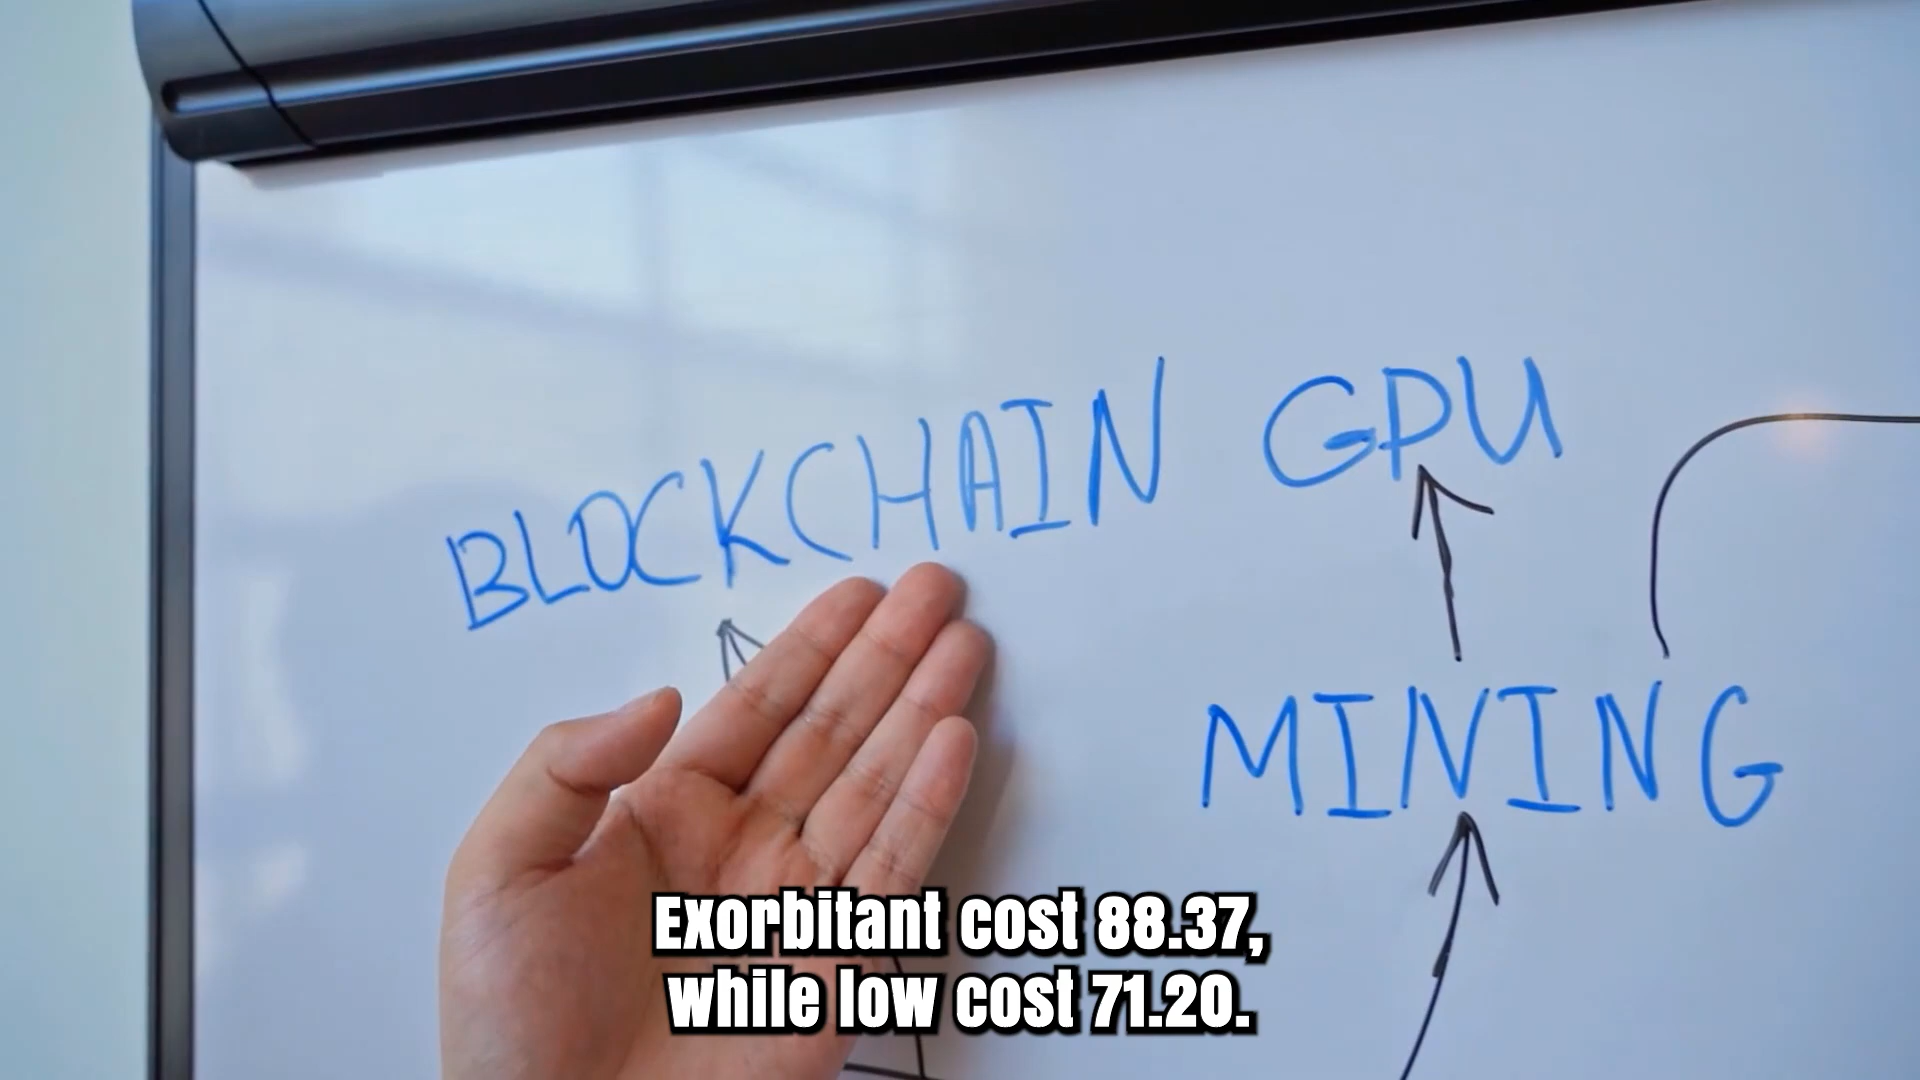 BLOCKCHAIN GPU
MINING
Exorbitant cost 88.37,
while low cost 71.20.